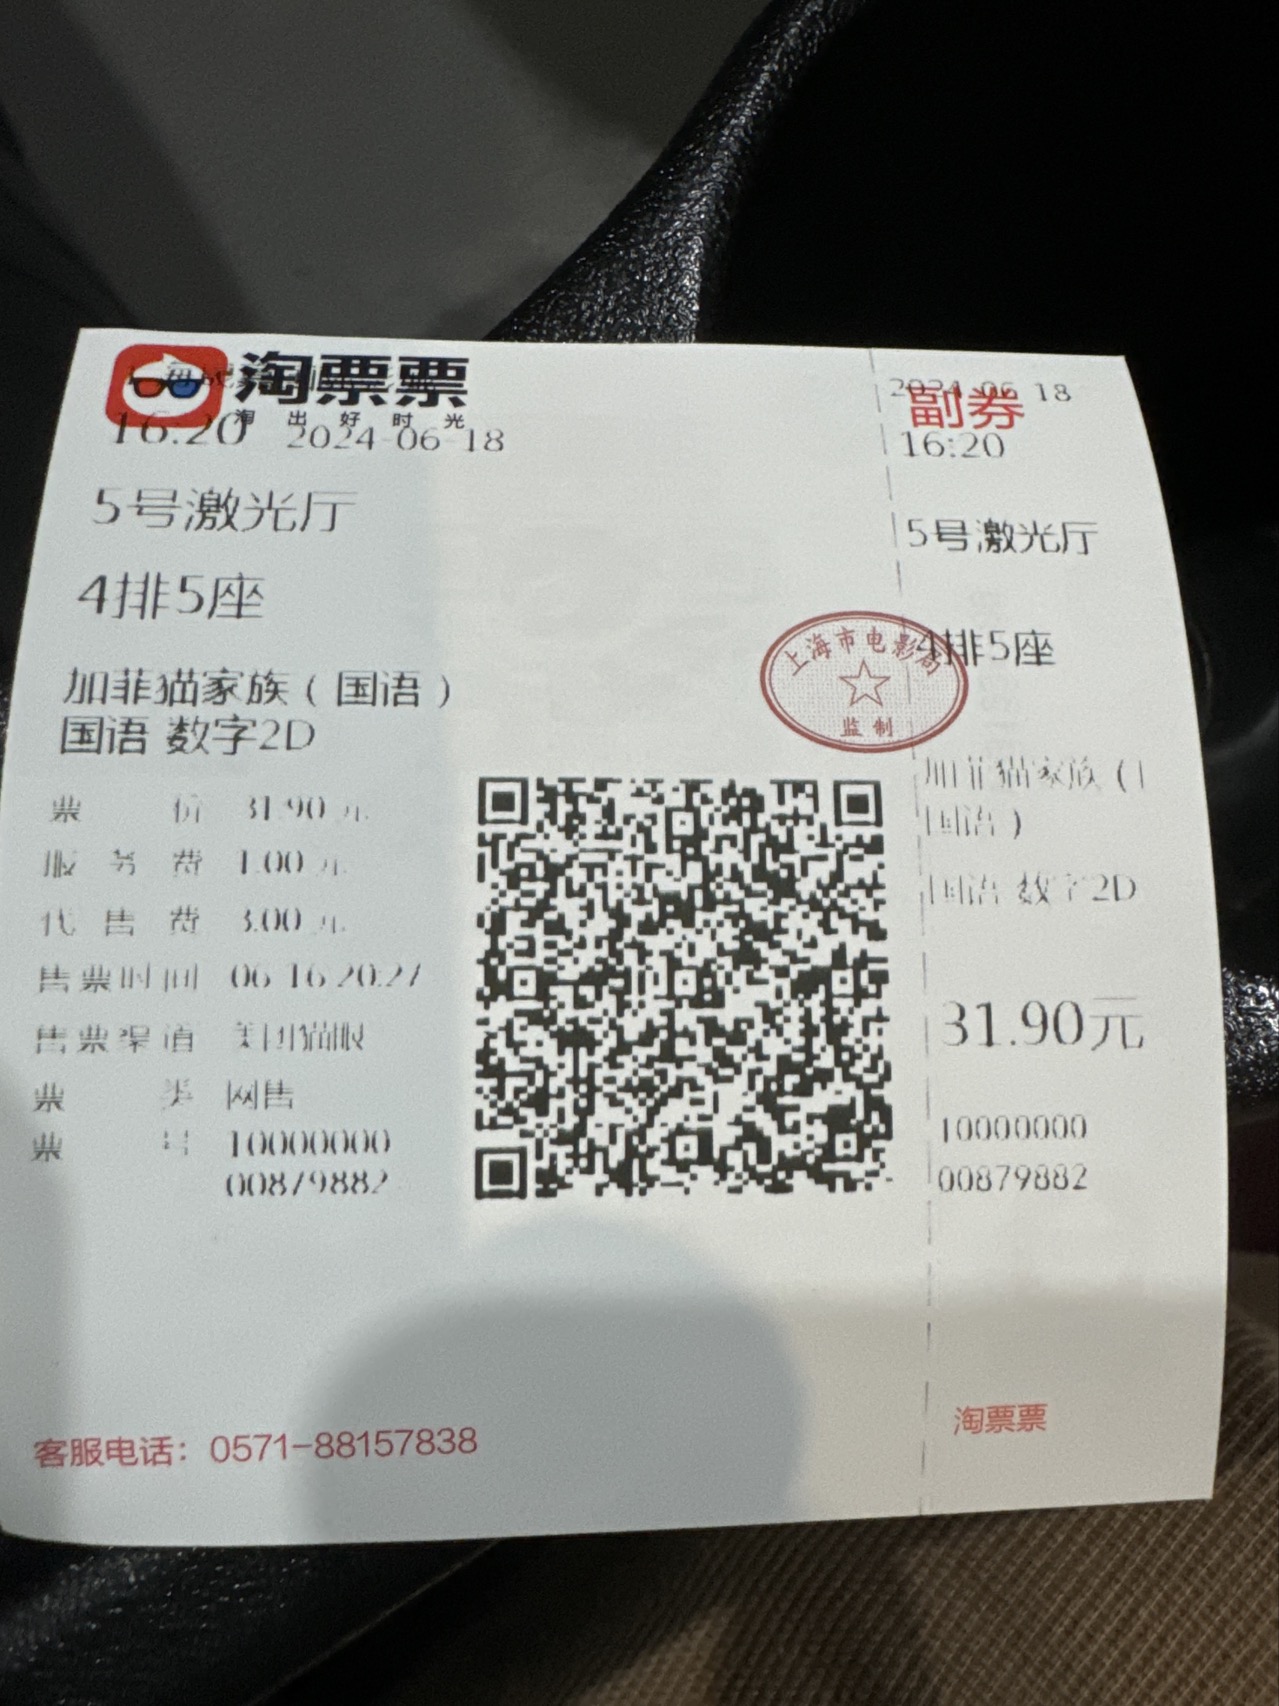 淘票票
淘出好时光
16:20 2024-06-18
5号激光厅
4排5座
加菲猫家族（国语）
国语 数字2D
票价 31.90元
服务费 1.00元
代售费 3.00元
售票时间 06-16 20:27
售票渠道 美团猫眼
票类 网售
票号 10000000
00879882
客服电话：0571-88157838
上海市电影局
监制
2024-06-18
副券
16:20
5号激光厅
4排5座
加菲猫家族（
国语）
国语 数字2D
31.90元
10000000
00879882
淘票票